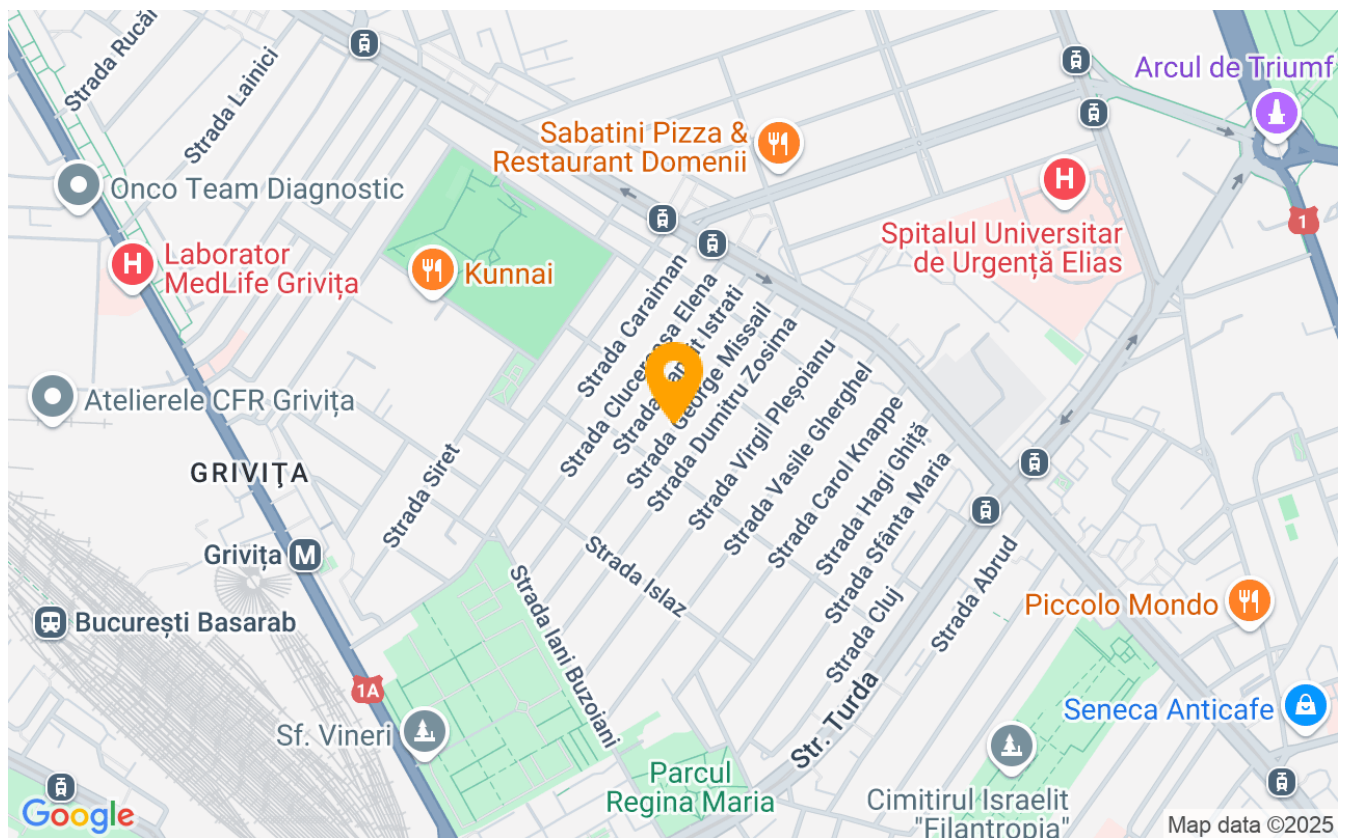 Strada Rucăr
Strada Lainici
Arcul de Triumf
Sabatini Pizza &
Restaurant Domenii
Onco Team Diagnostic
H
H
1
Spitalul Universitar
de Urgență Elias
Laborator
MedLife Grivița
Kunnai
Strada Caraiman
Strada Clucereasa Elena
Strada
Istrati
Strada George Missail
Strada Dumitru Zosima
Strada Virgil Pleșoianu
Strada Vasile Gherghel
Strada Carol Knappe
Strada Hagi Ghiță
Strada Sfânta Maria
Atelierele CFR Grivița
GRIVIŢA
Strada Siret
Grivița M
Strada Islaz
Strada Iani Buzoiani
Strada Cluj
Strada Abrud
Piccolo Mondo
București Basarab
1A
Sf. Vineri
Str. Turda
Seneca Anticafe
Parcul
Regina Maria
Cimitirul Israelit
"Filantropia"
Google
Map data ©2025